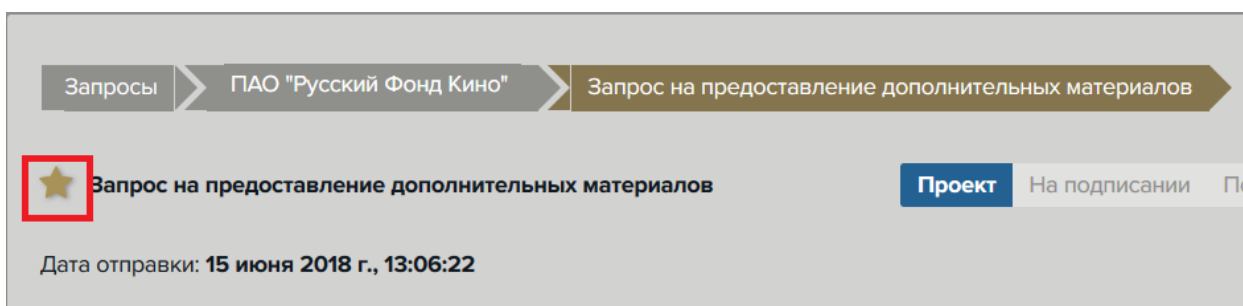 Запросы ПАО "Русский Фонд Кино" Запрос на предоставление дополнительных материалов
Запрос на предоставление дополнительных материалов Проект На подписании
Дата отправки: 15 июня 2018 г., 13:06:22